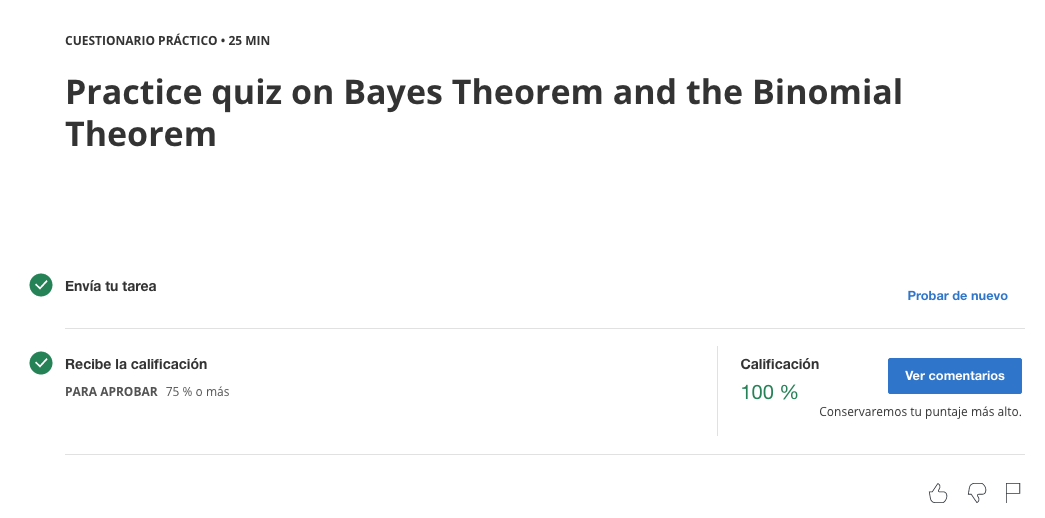 CUESTIONARIO PRÁCTICO • 25 MIN
Practice quiz on Bayes Theorem and the Binomial
Theorem
Envía tu tarea
Probar de nuevo
Recibe la calificación
PARA APROBAR 75 % o más
Calificación
100 %
Ver comentarios
Conservaremos tu puntaje más alto.